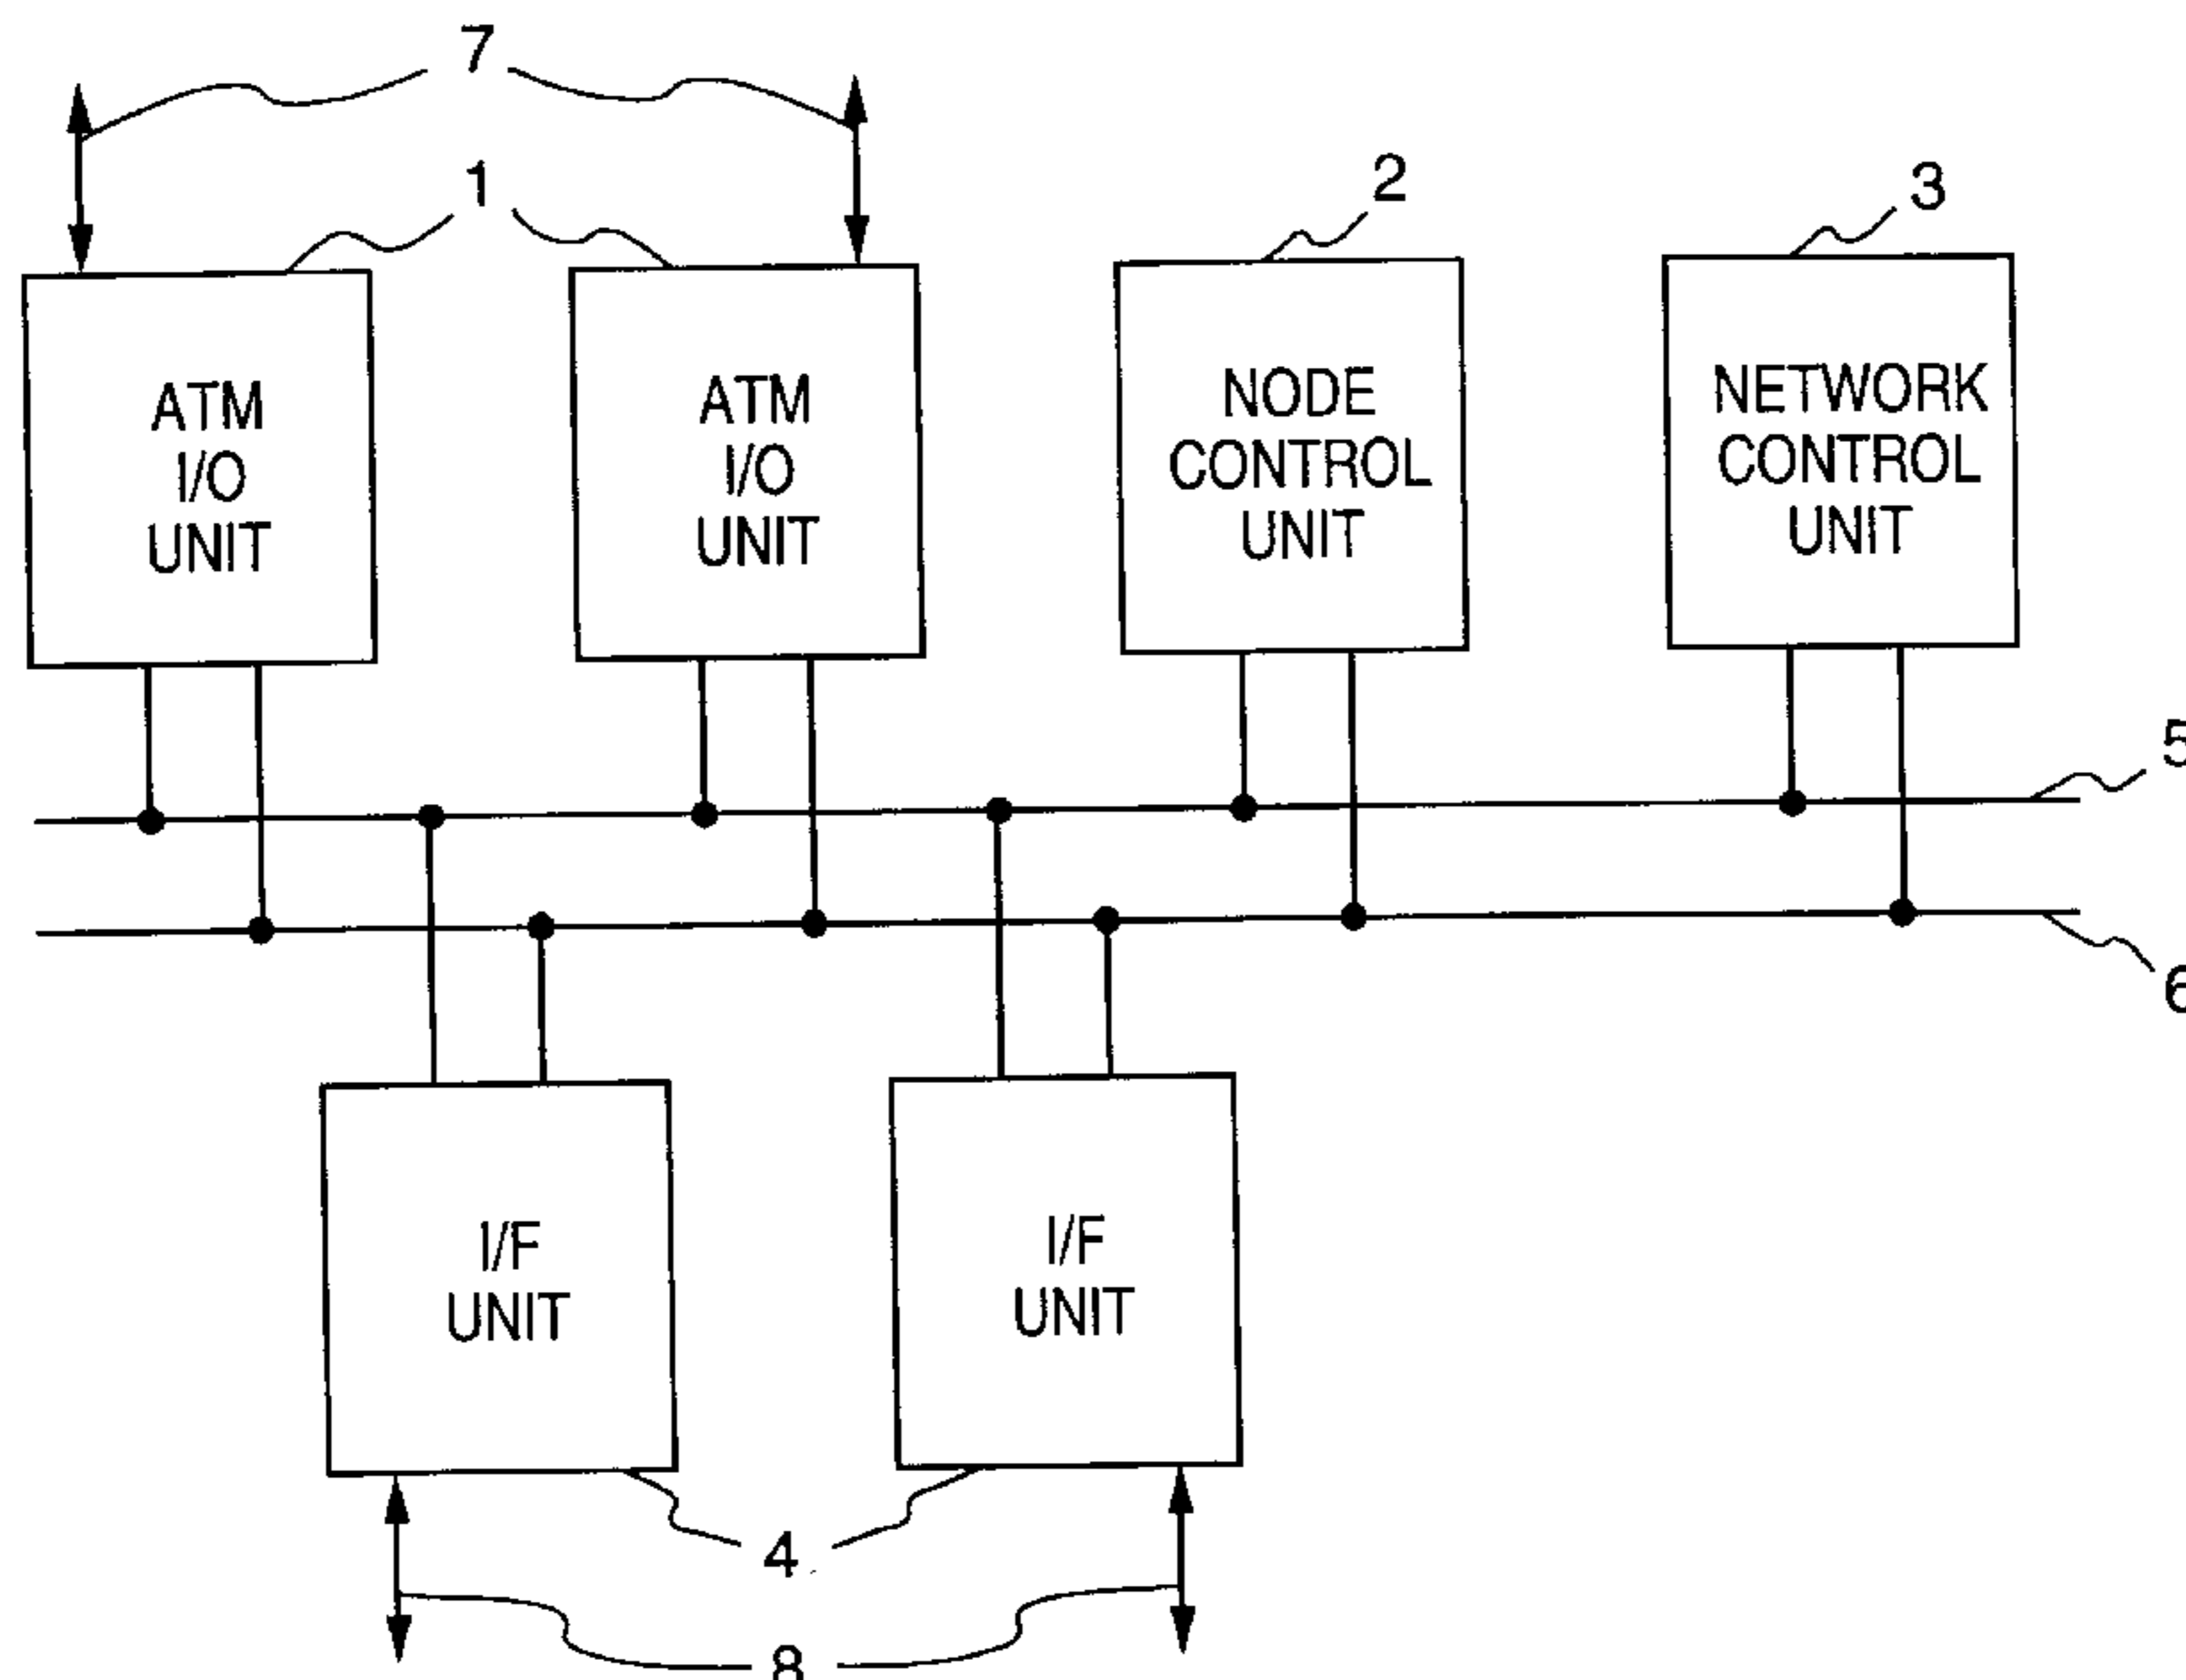 7
1
2
3
ATM
I/O
UNIT
ATM
I/O
UNIT
NODE
CONTROL
UNIT
NETWORK
CONTROL
UNIT
5
6
I/F
UNIT
I/F
UNIT
4
8